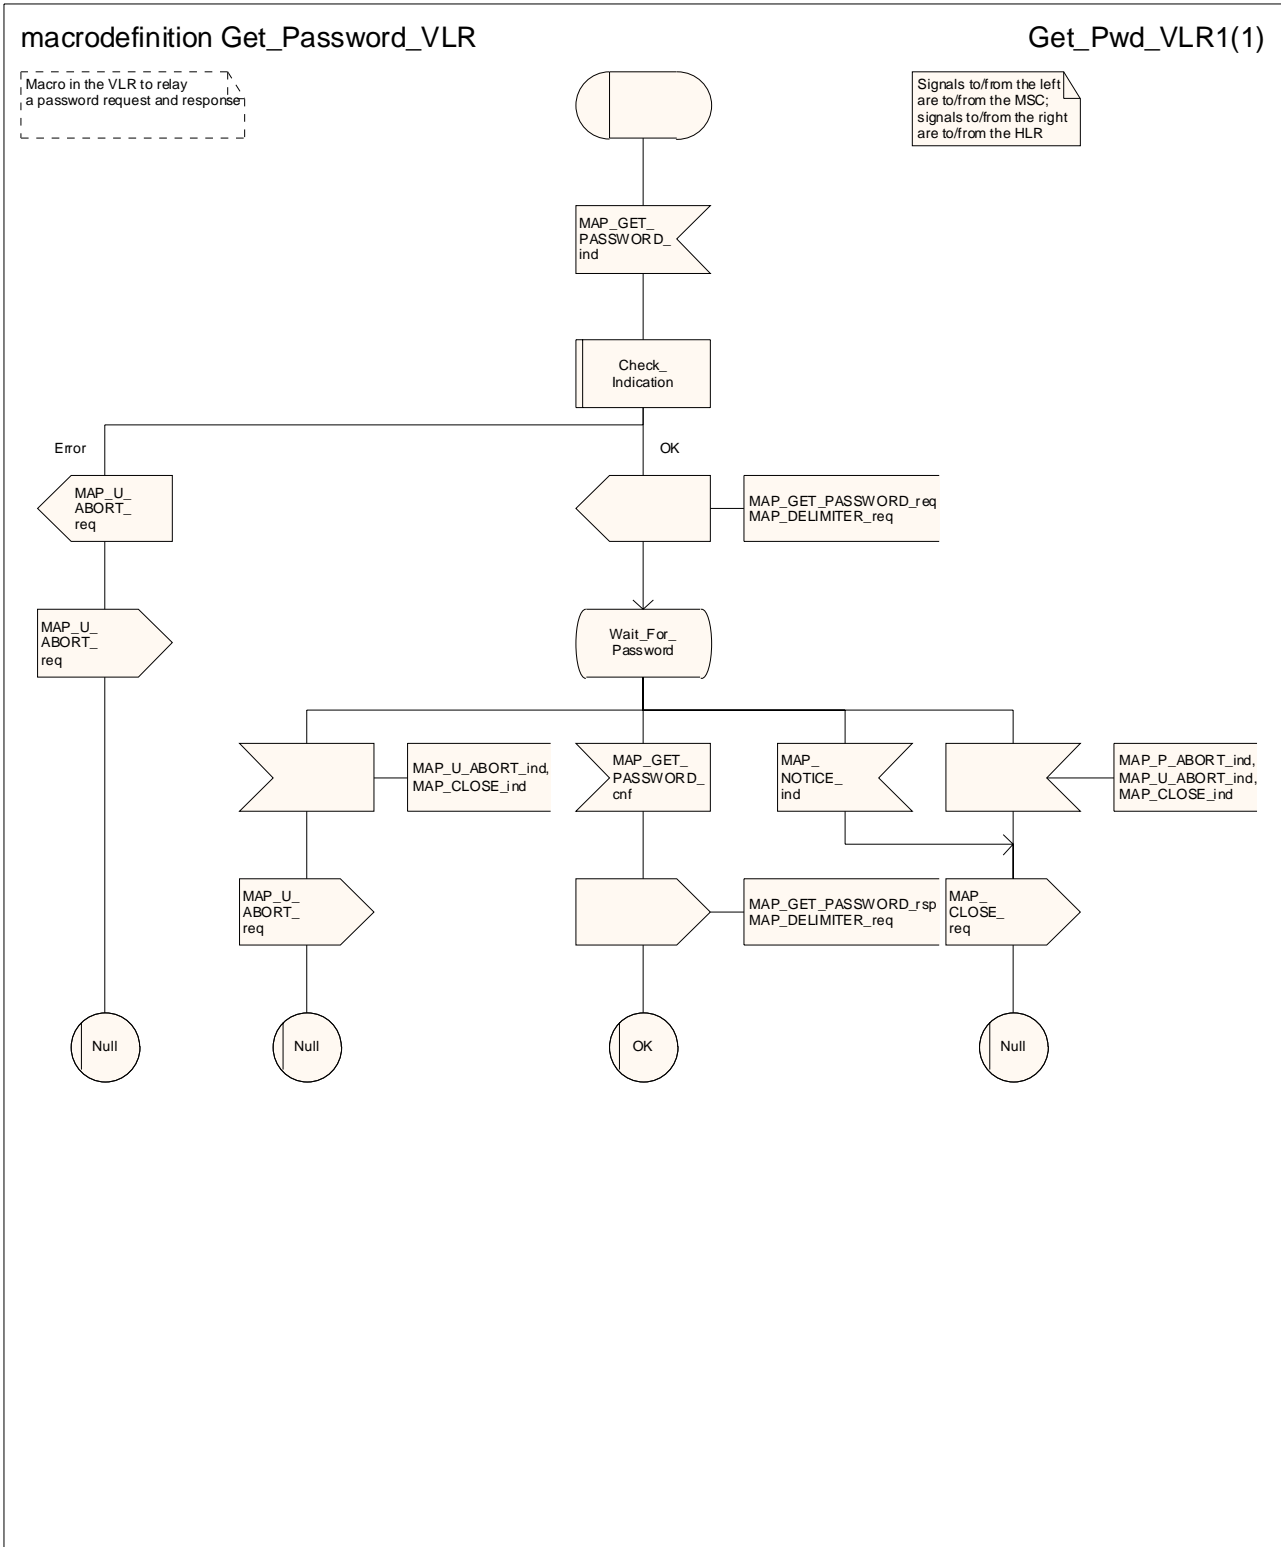 macrodefinition Get_Password_VLR
Get_Pwd_VLR1(1)
Macro in the VLR to relay
a password request and response
Signals to/from the left
are to/from the MSC;
signals to/from the right
are to/from the HLR
MAP_GET_
PASSWORD_
ind
Check_
Indication
Error
OK
MAP_U_
ABORT_
req
MAP_GET_PASSWORD_req
MAP_DELIMITER_req
MAP_U_
ABORT_
req
Wait_For_
Password
MAP_U_ABORT_ind,
MAP_CLOSE_ind
MAP_GET_
PASSWORD_
cnf
MAP_
NOTICE_
ind
MAP_P_ABORT_ind,
MAP_U_ABORT_ind,
MAP_CLOSE_ind
MAP_U_
ABORT_
req
MAP_GET_PASSWORD_rsp
MAP_DELIMITER_req
MAP_
CLOSE_
req
Null
Null
OK
Null